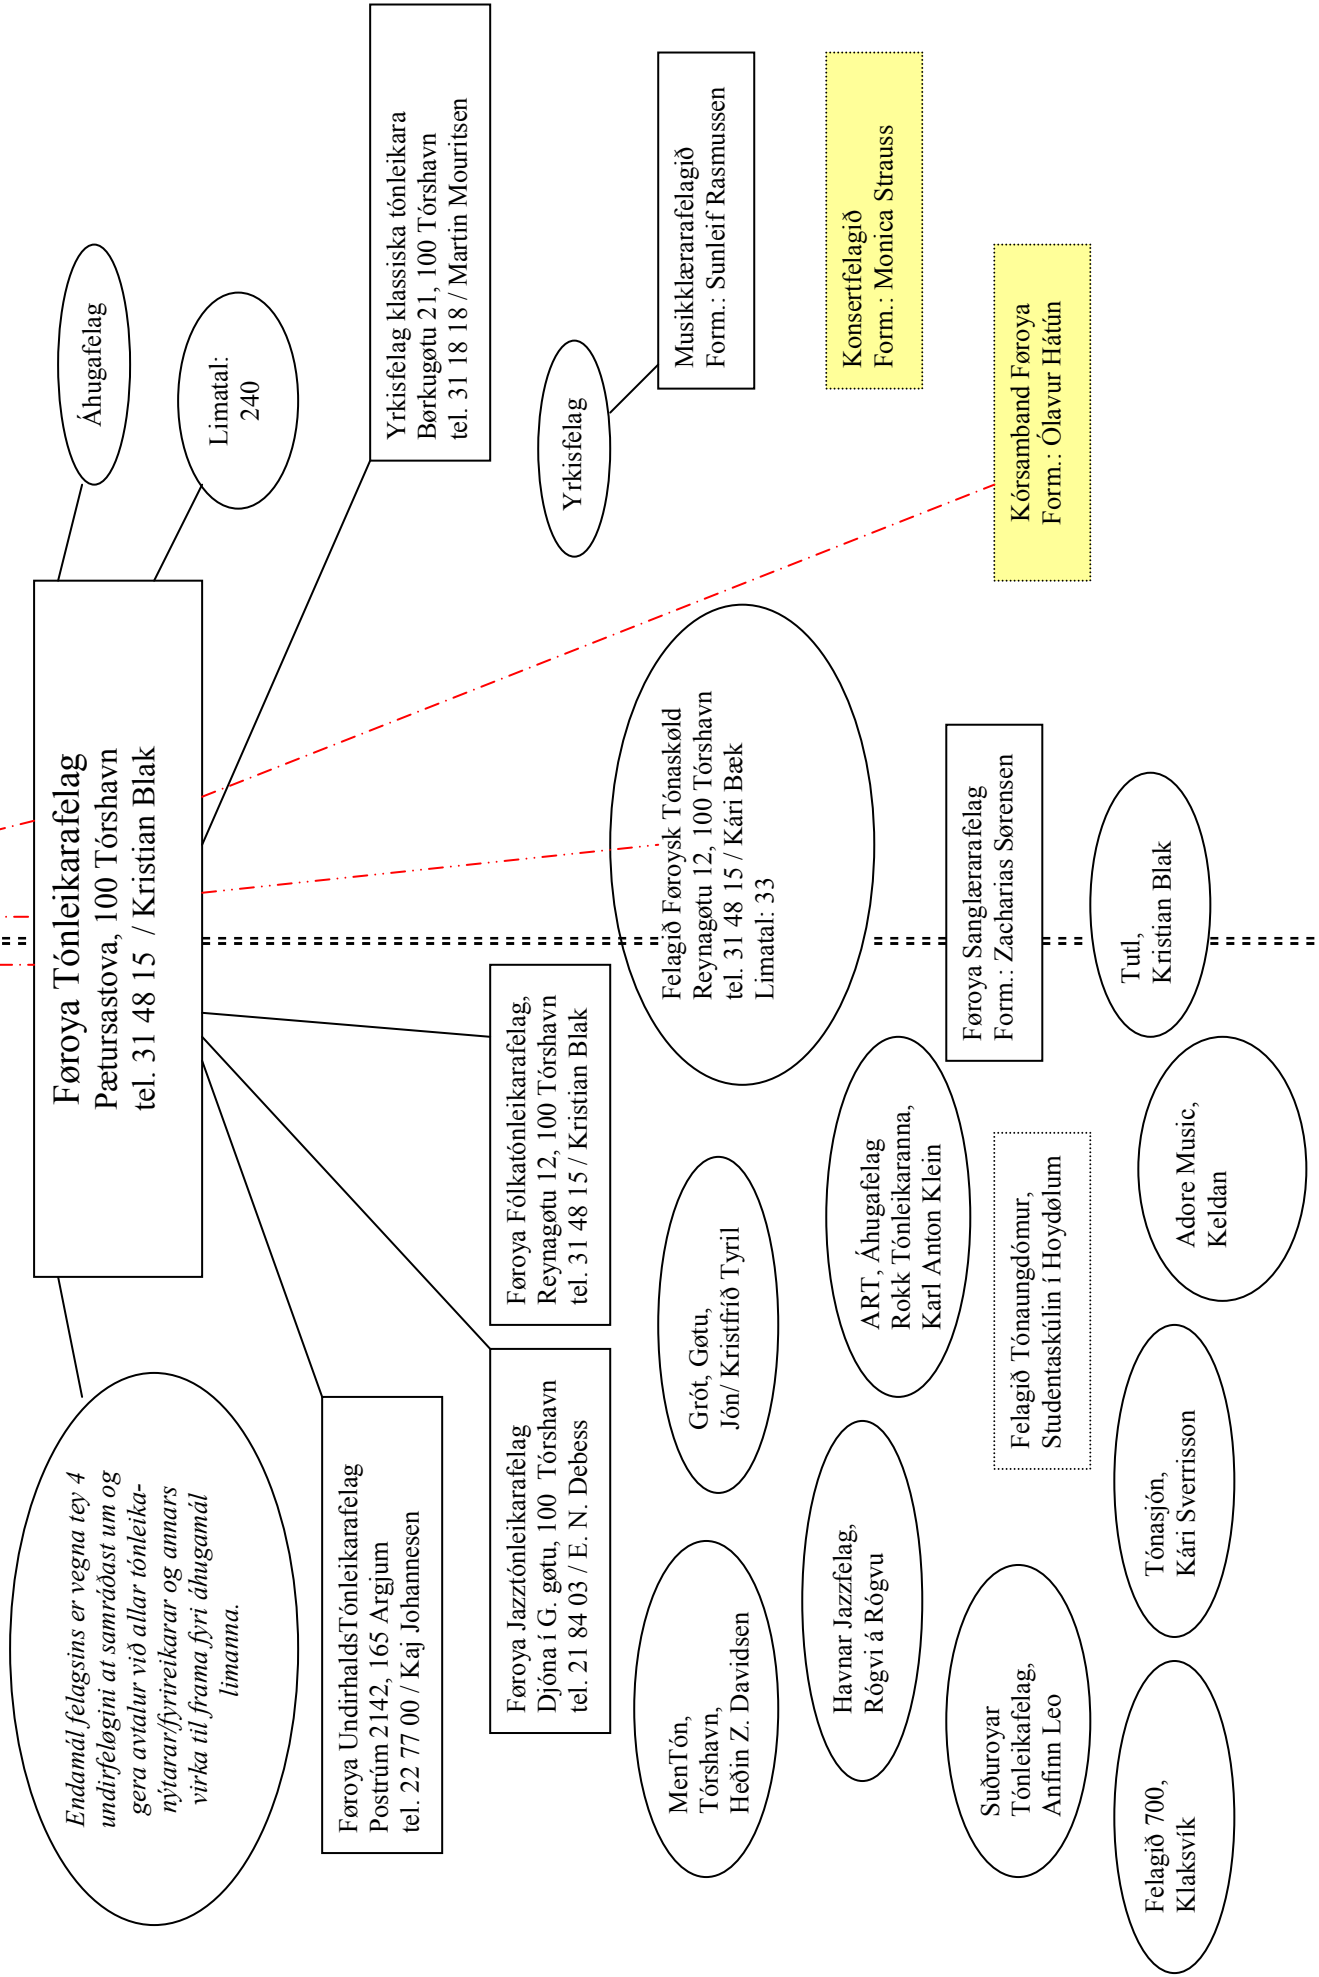 Føroya Tónleikarafelag
Pætursastova, 100 Tórshavn
tel. 31 48 15 / Kristian Blak
Áhugafelag
Limatal:
240
Endamál felagsins er vegna tey 4
undirfeløgini at samráðast um og
gera avtalur við allar tónleika-
nýtarar/fyrireikarar og annars
virka til frama fyri áhugamál
limanna.
Føroya UndirhaldsTónleikarafelag
Postrúm 2142, 165 Argjum
tel. 22 77 00 / Kaj Johannesen
Føroya Jazztónleikarafelag
Djóna í G. gøtu, 100 Tórshavn
tel. 21 84 03 / E. N. Debess
Føroya Fólkatónleikarafelag,
Reynagøtu 12, 100 Tórshavn
tel. 31 48 15 / Kristian Blak
Yrkisfelag klassiska tónleikara
Børkugøtu 21, 100 Tórshavn
tel. 31 18 18 / Martin Mouritsen
Yrkisfelag
MenTón,
Tórshavn,
Heðin Z. Davidsen
Grót, Gøtu,
Jón/ Kristfríð Tyril
Felagið Føroysk Tónaskøld
Reynagøtu 12, 100 Tórshavn
tel. 31 48 15 / Kári Bæk
Limatal: 33
Musikklærarafelagið
Form.: Sunleif Rasmussen
Havnar Jazzfelag,
Rógvi á Rógvu
ART, Áhugafelag
Rokk Tónleikaranna,
Karl Anton Klein
Konsertfelagið
Form.: Monica Strauss
Suðuroyar
Tónleikafelag,
Anfinn Leo
Felagið Tónaungdómur,
Studentaskúlin í Hoydølum
Føroya Sanglærarafelag
Form.: Zacharias Sørensen
Kórsamband Føroya
Form.: Ólavur Hátún
Felagið 700,
Klaksvík
Tónasjón,
Kári Sverrisson
Adore Music,
Keldan
Tutl,
Kristian Blak